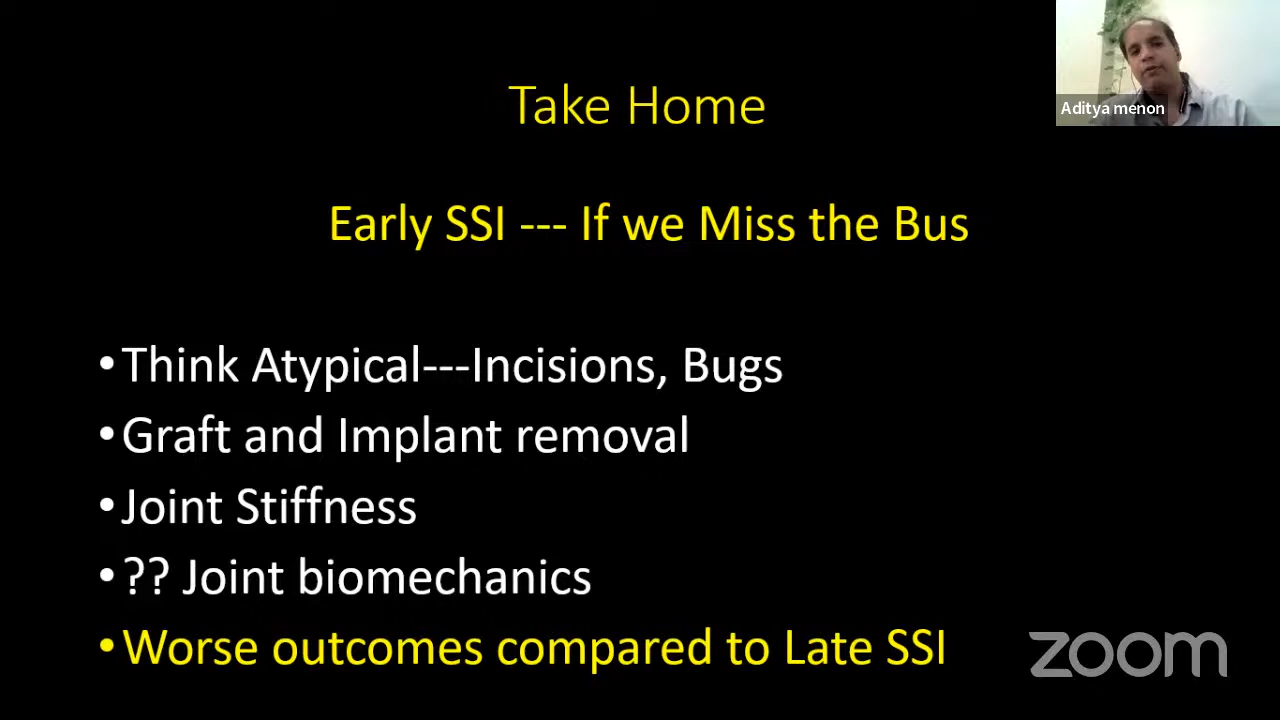 Take Home
Early SSI --- If we Miss the Bus
•Think Atypical---Incisions, Bugs
•Graft and Implant removal
•Joint Stiffness
•?? Joint biomechanics
•Worse outcomes compared to Late SSI
Aditya menon
zoom